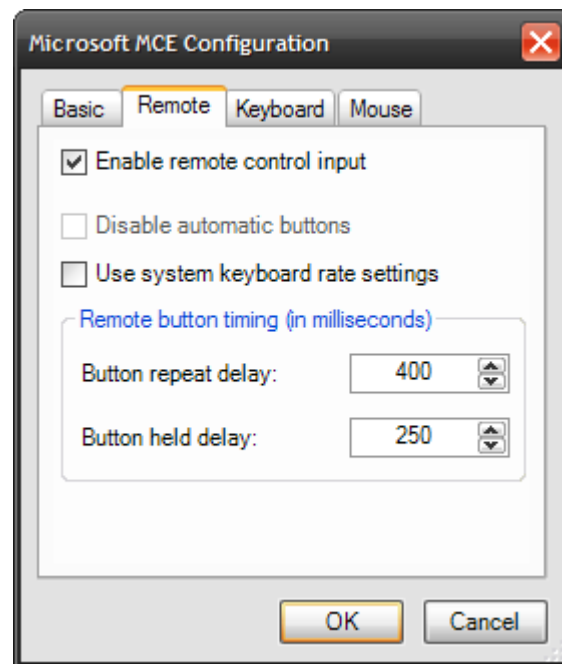 Microsoft MCE Configuration
Basic Remote Keyboard Mouse
Enable remote control input
Disable automatic buttons
Use system keyboard rate settings
Remote button timing (in milliseconds)
Button repeat delay: 400
Button held delay: 250
OK Cancel